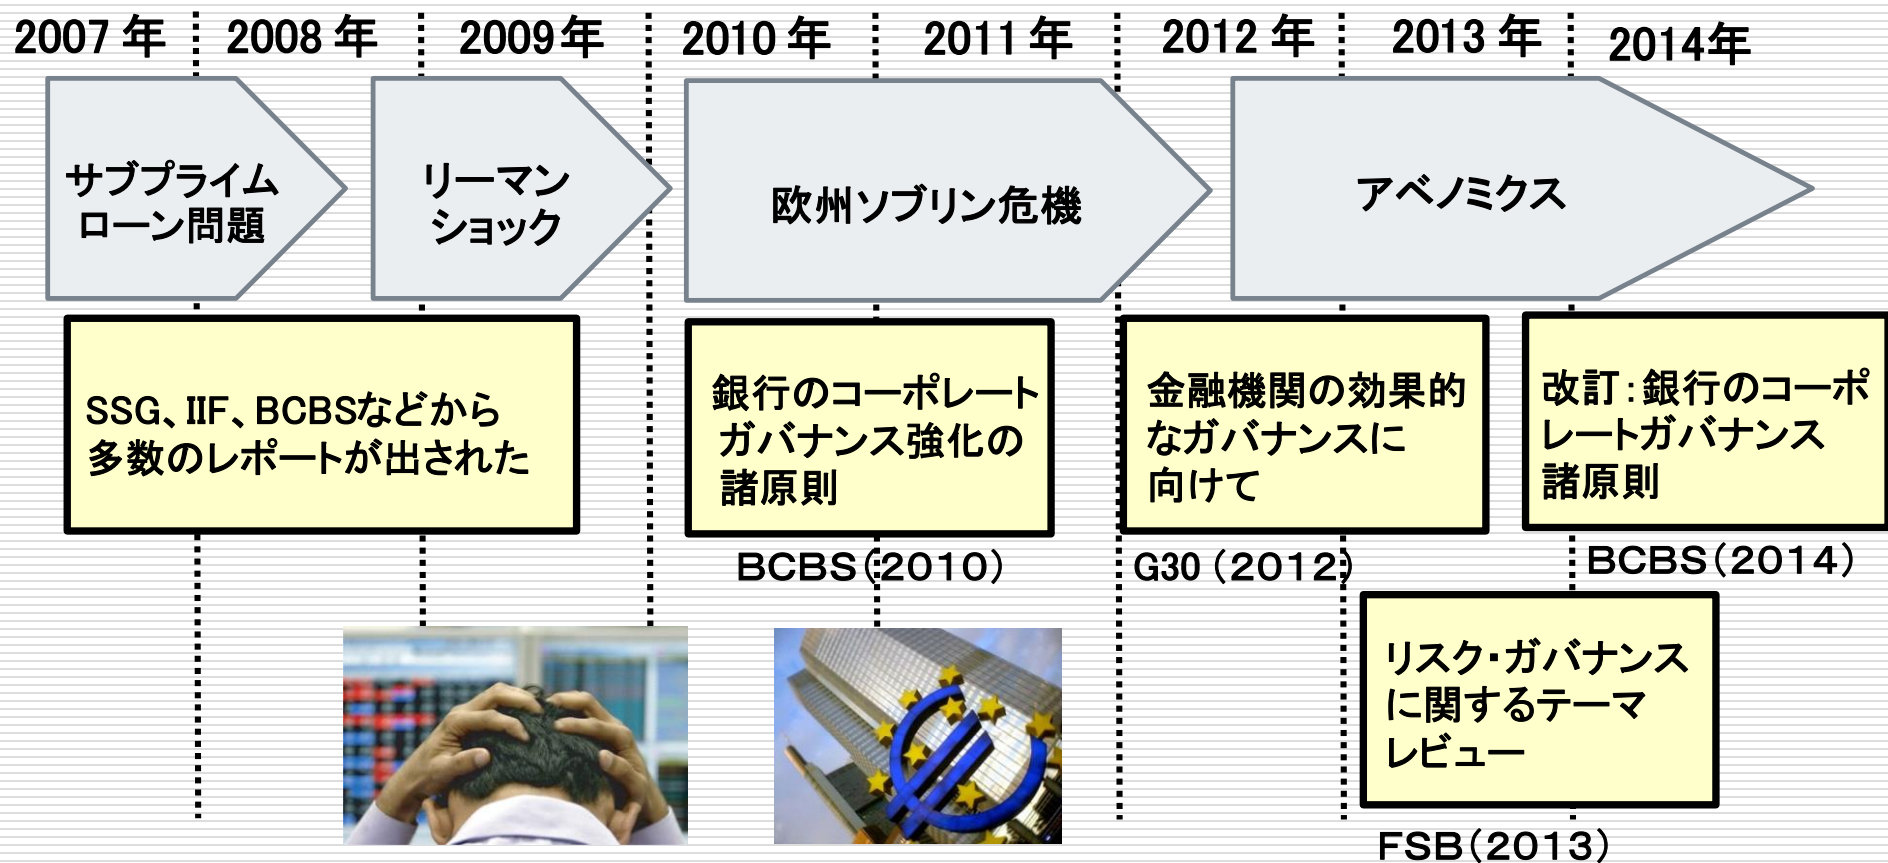 2007 年
2008 年
2009年
2010 年
2011 年
2012 年
2013 年
2014年
サブプライム
ローン問題
リーマン
ショック
欧州ソブリン危機
アベノミクス
SSG、IIF、BCBSなどから
多数のレポートが出された
銀行のコーポレート
ガバナンス強化の
諸原則
BCBS(2010)
金融機関の効果的
なガバナンスに
向けて
G30 (2012)
改訂：銀行のコーポ
レートガバナンス
諸原則
BCBS(2014)
リスク・ガバナンス
に関するテーマ
レビュー
FSB(2013)